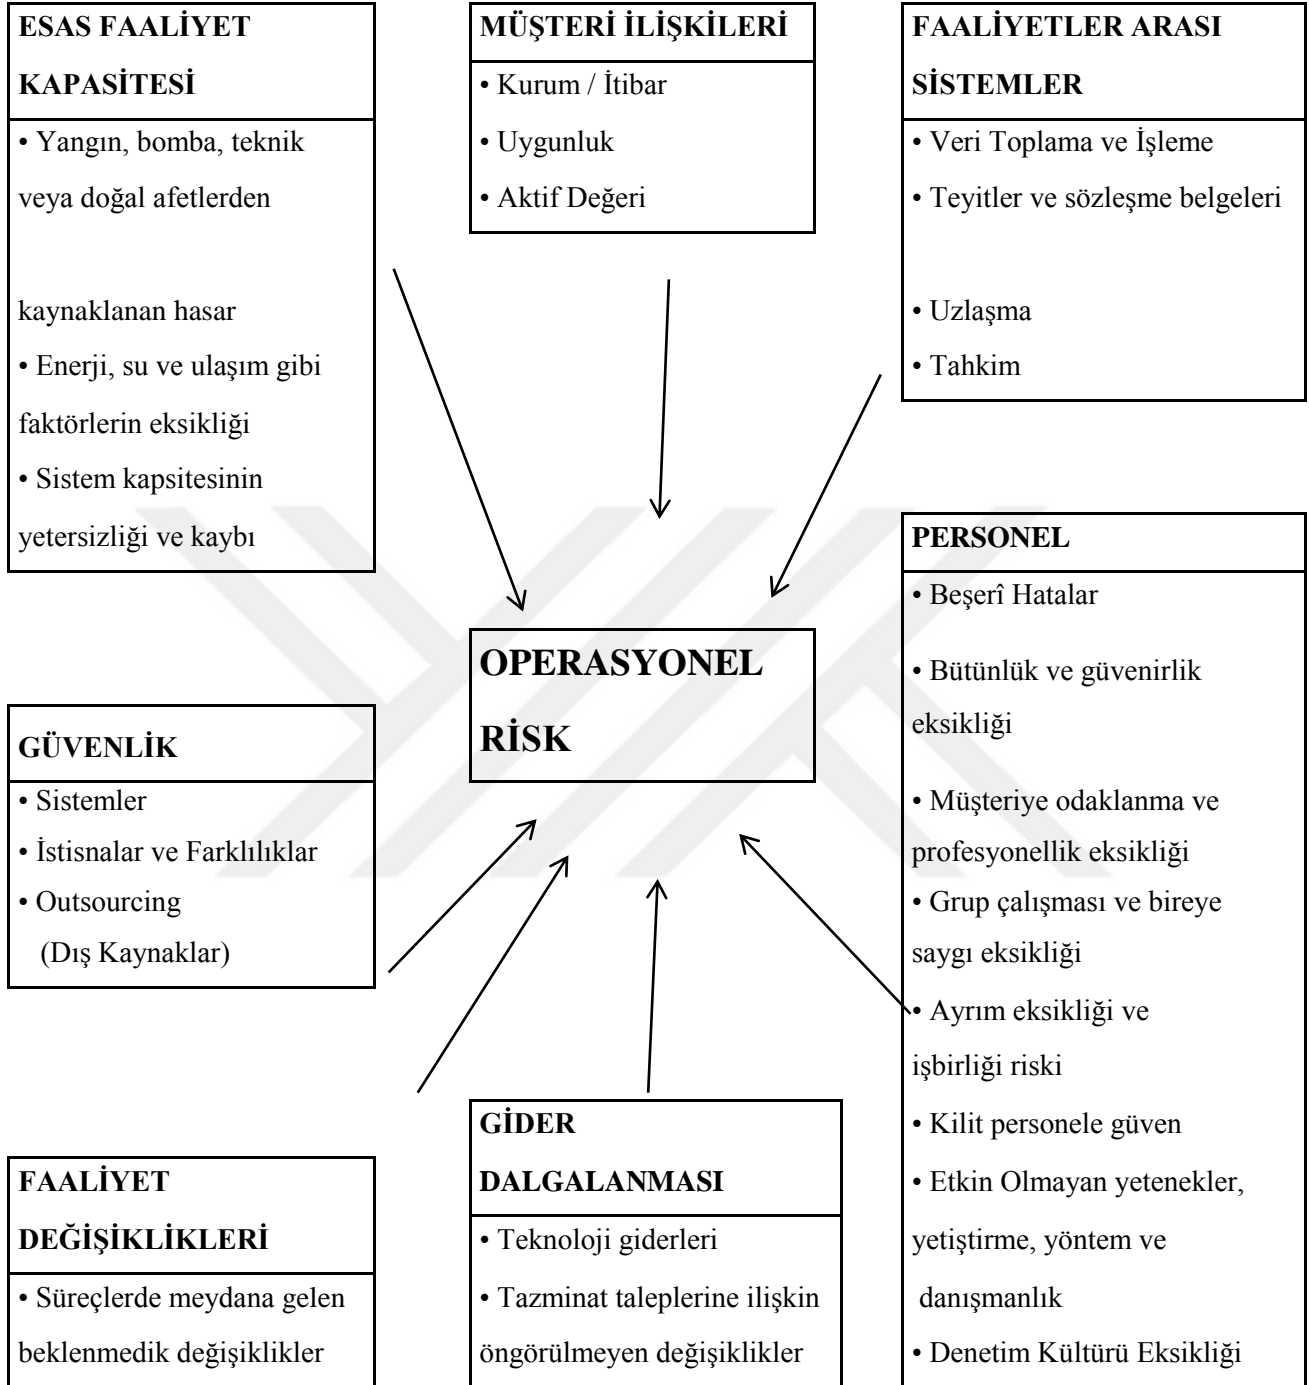 ESAS FAALİYET
KAPASİTESİ
• Yangın, bomba, teknik
veya doğal afetlerden
kaynaklanan hasar
• Enerji, su ve ulaşım gibi
faktörlerin eksikliği
• Sistem kapsitesinin
yetersizliği ve kaybı
MÜŞTERİ İLİŞKİLERİ
• Kurum / İtibar
• Uygunluk
• Aktif Değeri
FAALİYETLER ARASI
SİSTEMLER
• Veri Toplama ve İşleme
• Teyitler ve sözleşme belgeleri
• Uzlaşma
• Tahkim
OPERASYONEL
RİSK
PERSONEL
• Beşerî Hatalar
• Bütünlük ve güvenirlik
eksikliği
• Müşteriye odaklanma ve
profesyonellik eksikliği
• Grup çalışması ve bireye
saygı eksikliği
• Ayrım eksikliği ve
işbirliği riski
• Kilit personele güven
• Etkin Olmayan yetenekler,
yetiştirme, yöntem ve
danışmanlık
• Denetim Kültürü Eksikliği
GÜVENLİK
• Sistemler
• İstisnalar ve Farklılıklar
• Outsourcing
(Dış Kaynaklar)
FAALİYET
DEĞİŞİKLİKLERİ
• Süreçlerde meydana gelen
beklenmedik değişiklikler
GİDER
DALGALANMASI
• Teknoloji giderleri
• Tazminat taleplerine ilişkin
öngörülmeyen değişiklikler